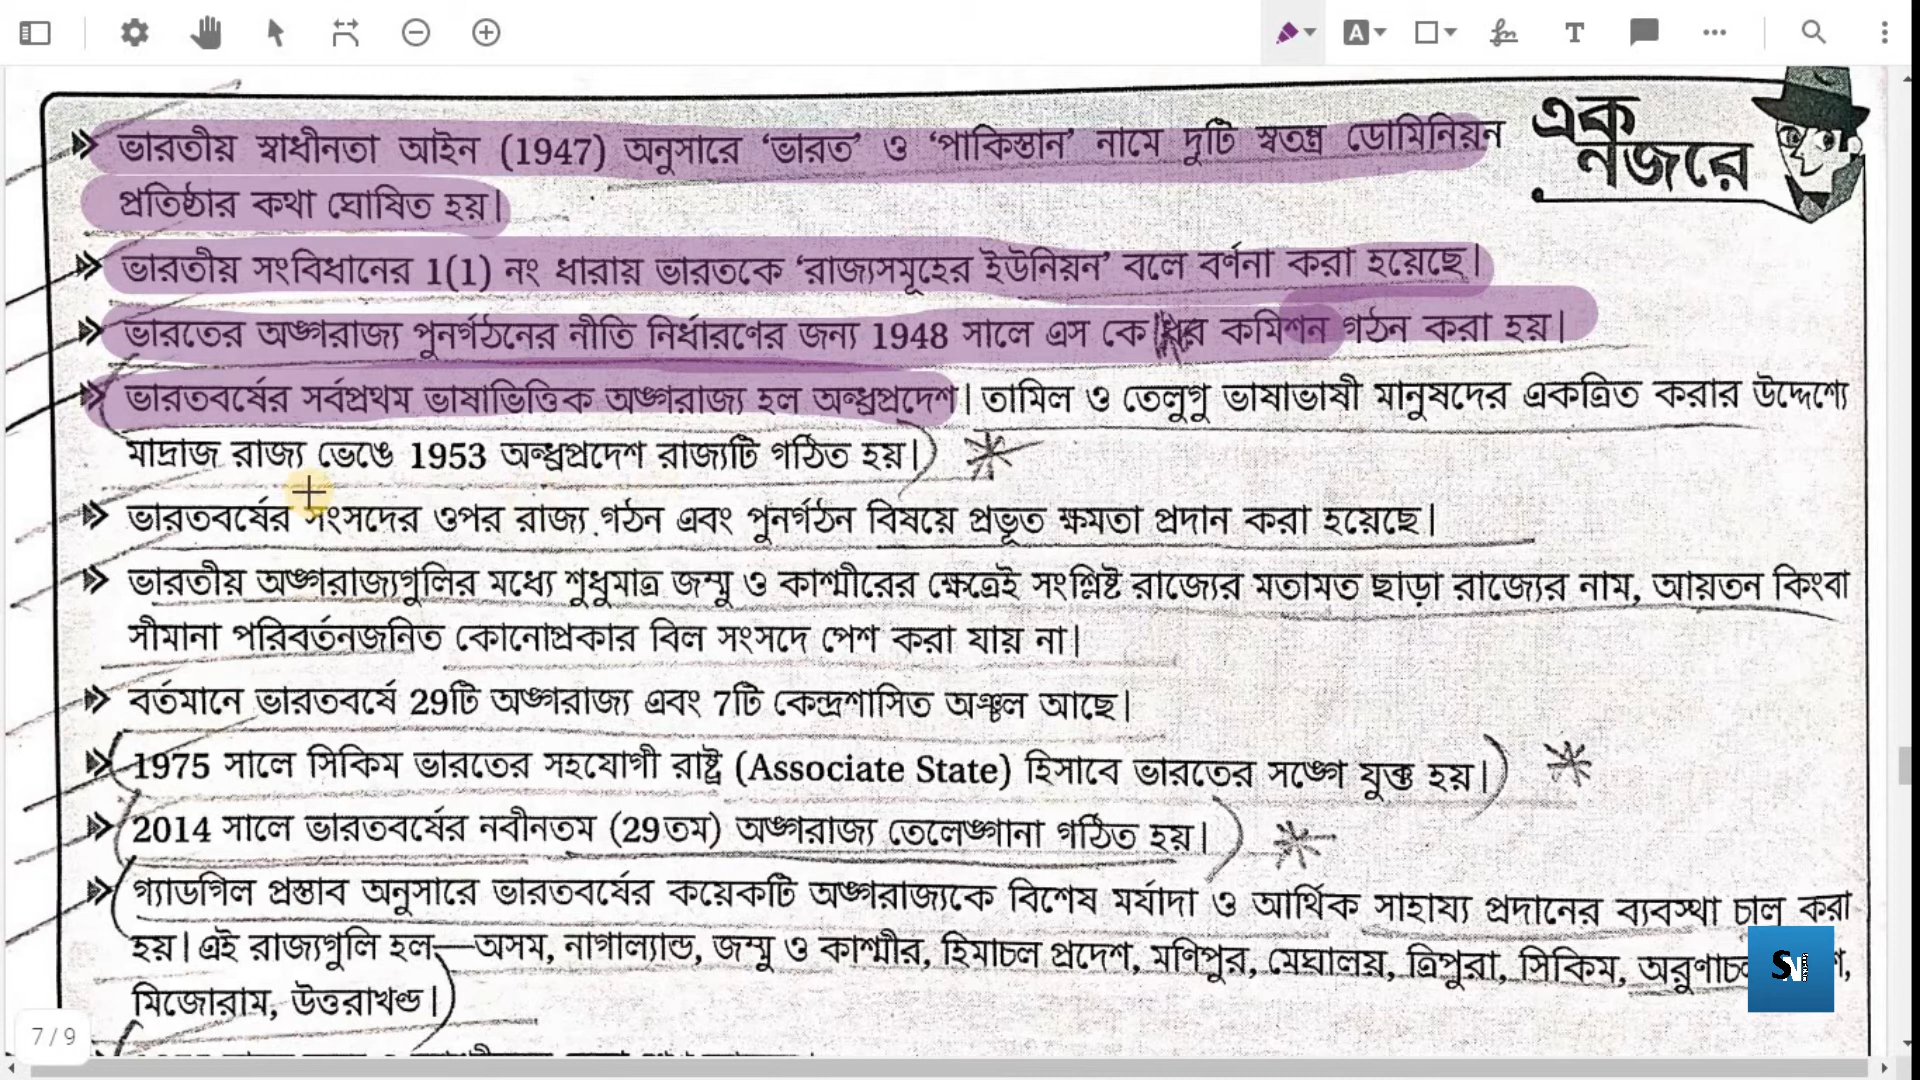 এক
নজরে
ভারতীয় স্বাধীনতা আইন (1947) অনুসারে ‘ভারত’ ও ‘পাকিস্তান’ নামে দুটি স্বতন্ত্র ডোমিনিয়ন
প্রতিষ্ঠার কথা ঘোষিত হয়।
ভারতীয় সংবিধানের 1(1) নং ধারায় ভারতকে ‘রাজ্যসমূহের ইউনিয়ন’ বলে বর্ণনা করা হয়েছে।
ভারতের অঙ্গরাজ্য পুনর্গঠনের নীতি নির্ধারণের জন্য 1948 সালে এস কে ধর কমিশন গঠন করা হয়।
ভারতবর্ষের সর্বপ্রথম ভাষাভিত্তিক অঙ্গরাজ্য হল অন্ধ্রপ্রদেশ। তামিল ও তেলুগু ভাষাভাষী মানুষদের একত্রিত করার উদ্দেশ্যে
মাদ্রাজ রাজ্য ভেঙে 1953 অন্ধ্রপ্রদেশ রাজ্যটি গঠিত হয়।
ভারতবর্ষের সংসদের ওপর রাজ্য গঠন এবং পুনর্গঠন বিষয়ে প্রভূত ক্ষমতা প্রদান করা হয়েছে।
ভারতীয় অঙ্গরাজ্যগুলির মধ্যে শুধুমাত্র জম্মু ও কাশ্মীরের ক্ষেত্রেই সংশ্লিষ্ট রাজ্যের মতামত ছাড়া রাজ্যের নাম, আয়তন কিংবা
সীমানা পরিবর্তনজনিত কোনোপ্রকার বিল সংসদে পেশ করা যায় না।
বর্তমানে ভারতবর্ষে 29টি অঙ্গরাজ্য এবং 7টি কেন্দ্রশাসিত অঞ্চল আছে।
1975 সালে সিকিম ভারতের সহযোগী রাষ্ট্র (Associate State) হিসাবে ভারতের সঙ্গে যুক্ত হয়।
2014 সালে ভারতবর্ষের নবীনতম (29তম) অঙ্গরাজ্য তেলেঙ্গানা গঠিত হয়।
গ্যাডগিল প্রস্তাব অনুসারে ভারতবর্ষের কয়েকটি অঙ্গরাজ্যকে বিশেষ মর্যাদা ও আর্থিক সাহায্য প্রদানের ব্যবস্থা চালু করা
হয়। এই রাজ্যগুলি হল—অসম, নাগাল্যান্ড, জম্মু ও কাশ্মীর, হিমাচল প্রদেশ, মণিপুর, মেঘালয়, ত্রিপুরা, সিকিম,
মিজোরাম, উত্তরাখণ্ড।
7 / 9